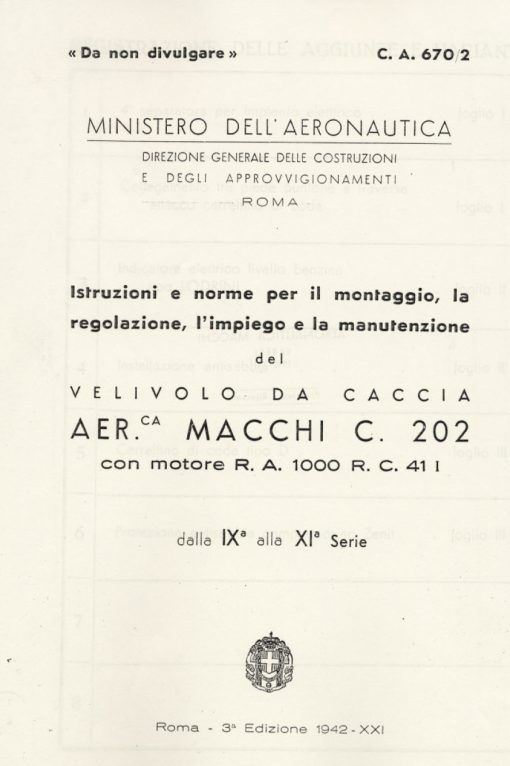 « Da non divulgare »
C. A. 670/2
MINISTERO DELL'AERONAUTICA
DIREZIONE GENERALE DELLE COSTRUZIONI
E DEGLI APPROVVIGIONAMENTI
ROMA
Istruzioni e norme per il montaggio, la
regolazione, l'impiego e la manutenzione
del
VELIVOLO DA CACCIA
AER.CA MACCHI C. 202
con motore R. A. 1000 R. C. 41 I
dalla IXª alla XIª Serie
Roma - 3ª Edizione 1942 - XXI